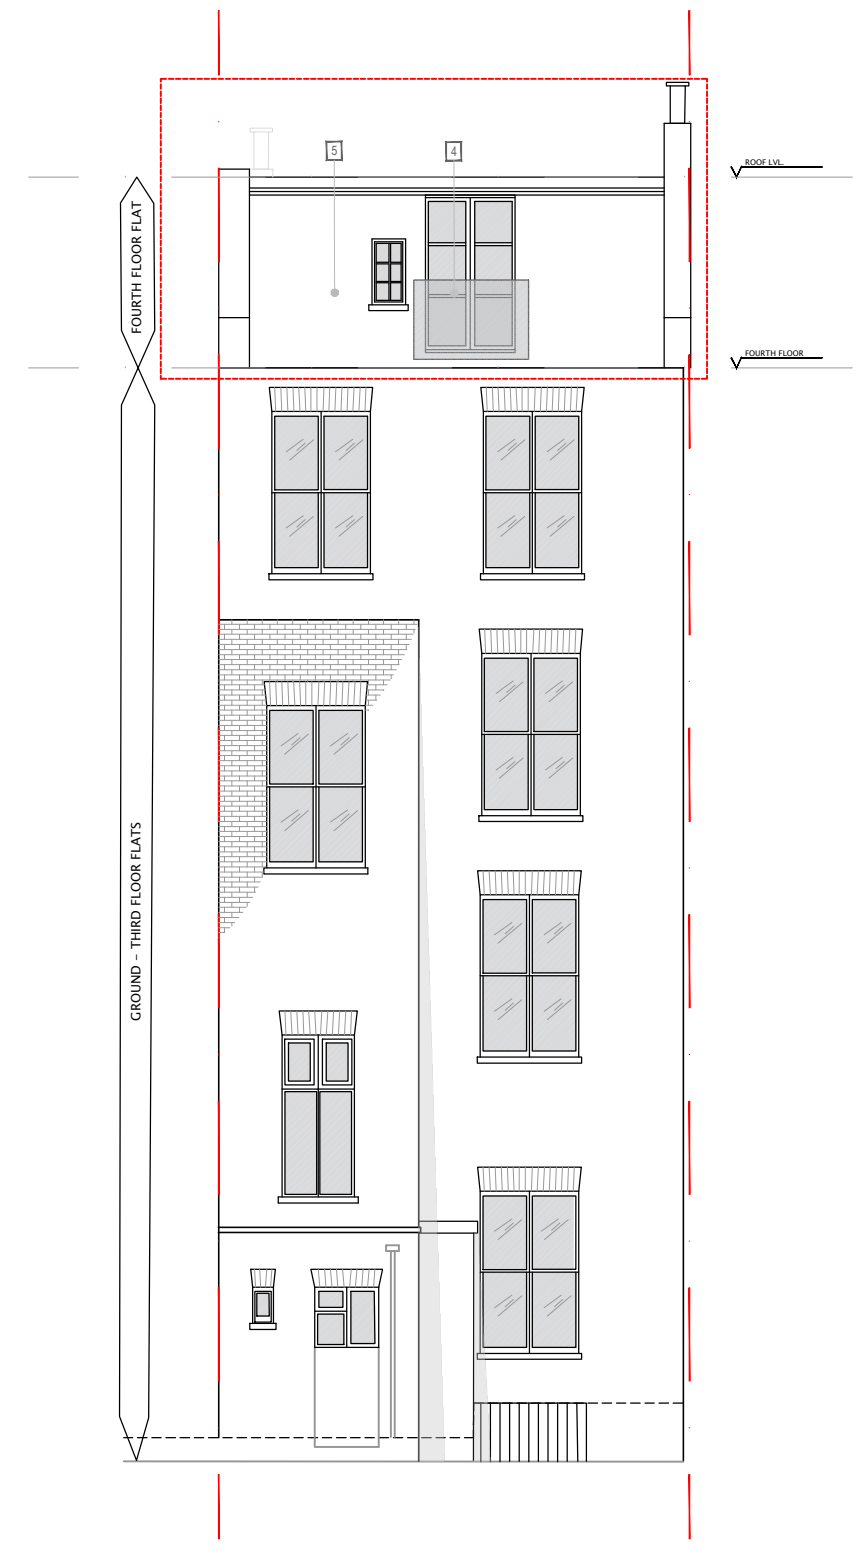 5
4
ROOF LVL.
FOURTH FLOOR FLAT
FOURTH FLOOR
GROUND - THIRD FLOOR FLATS